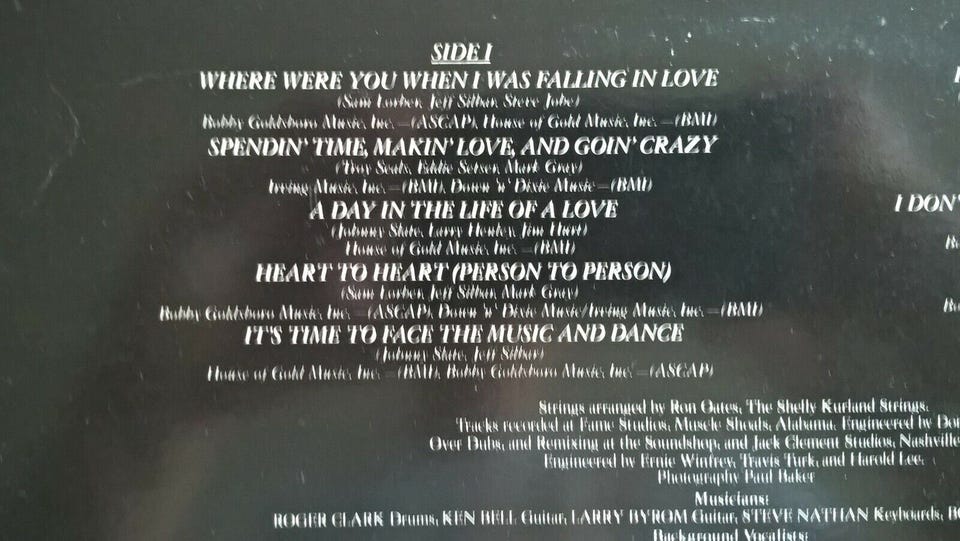 SIDE I
WHERE WERE YOU WHEN I WAS FALLING IN LOVE
(Sam Lorber, Jeff Silbar, Steve Jobe)
Bobby Goldsboro Music, Inc.—(ASCAP), House of Gold Music, Inc.—(BMI)
SPENDIN' TIME, MAKIN' LOVE, AND GOIN' CRAZY
(Troy Seals, Eddie Setser, Mark Gray)
Irving Music, Inc.—(BMI), Down 'n' Dixie Music—(BMI)
A DAY IN THE LIFE OF A LOVE
(Johnny Slate, Larry Henley, Jim Hurt)
House of Gold Music, Inc.—(BMI)
HEART TO HEART (PERSON TO PERSON)
(Sam Lorber, Jeff Silbar, Mark Gray)
Bobby Goldsboro Music, Inc.—(ASCAP), Down 'n' Dixie Music/Irving Music, Inc.—(BMI)
IT'S TIME TO FACE THE MUSIC AND DANCE
(Johnny Slate, Jeff Silbar)
House of Gold Music, Inc.—(BMI), Bobby Goldsboro Music, Inc.—(ASCAP)
I DON'
Strings arranged by Ron Oates, The Shelly Kurland Strings.
Tracks recorded at Fame Studios, Muscle Shoals, Alabama. Engineered by Don
Over Dubs, and Remixing at the Soundshop, and Jack Clement Studios, Nashville
Engineered by Ernie Winfrey, Travis Turk, and Harold Lee.
Photography Paul Baker
Musicians:
ROGER CLARK Drums, KEN BELL Guitar, LARRY BYROM Guitar, STEVE NATHAN Keyboards, BO
Background Vocalists: